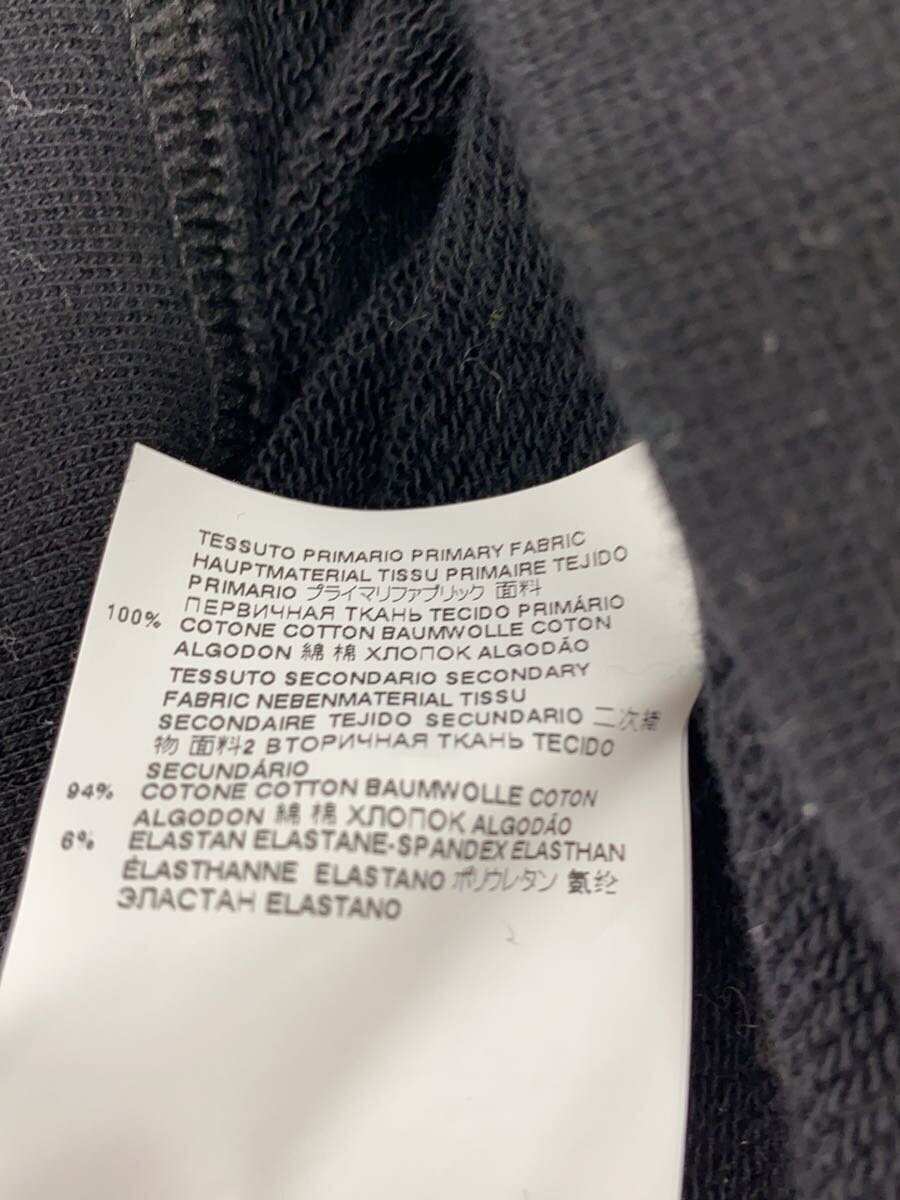 TESSUTO PRIMARIO PRIMARY FABRIC
HAUPTMATERIAL TISSU PRIMAIRE TEJIDO
PRIMARIO プライマリファブリック 面料
ПЕРВИЧНАЯ ТКАНЬ TECIDO PRIMÁRIO
100% COTONE COTTON BAUMWOLLE COTON
ALGODON 綿 棉 ХЛОПОК ALGODÃO
TESSUTO SECONDARIO SECONDARY
FABRIC NEBENMATERIAL TISSU
SECONDAIRE TEJIDO SECUNDARIO 二次織
物 面料2 ВТОРИЧНАЯ ТКАНЬ TECIDO
SECUNDÁRIO
94% COTONE COTTON BAUMWOLLE COTON
ALGODON 綿 棉 ХЛОПОК ALGODÃO
6% ELASTAN ELASTANE-SPANDEX ELASTHAN
ÉLASTHANNE ELASTANO ポリウレタン 氨纶
ЭЛАСТАН ELASTANO